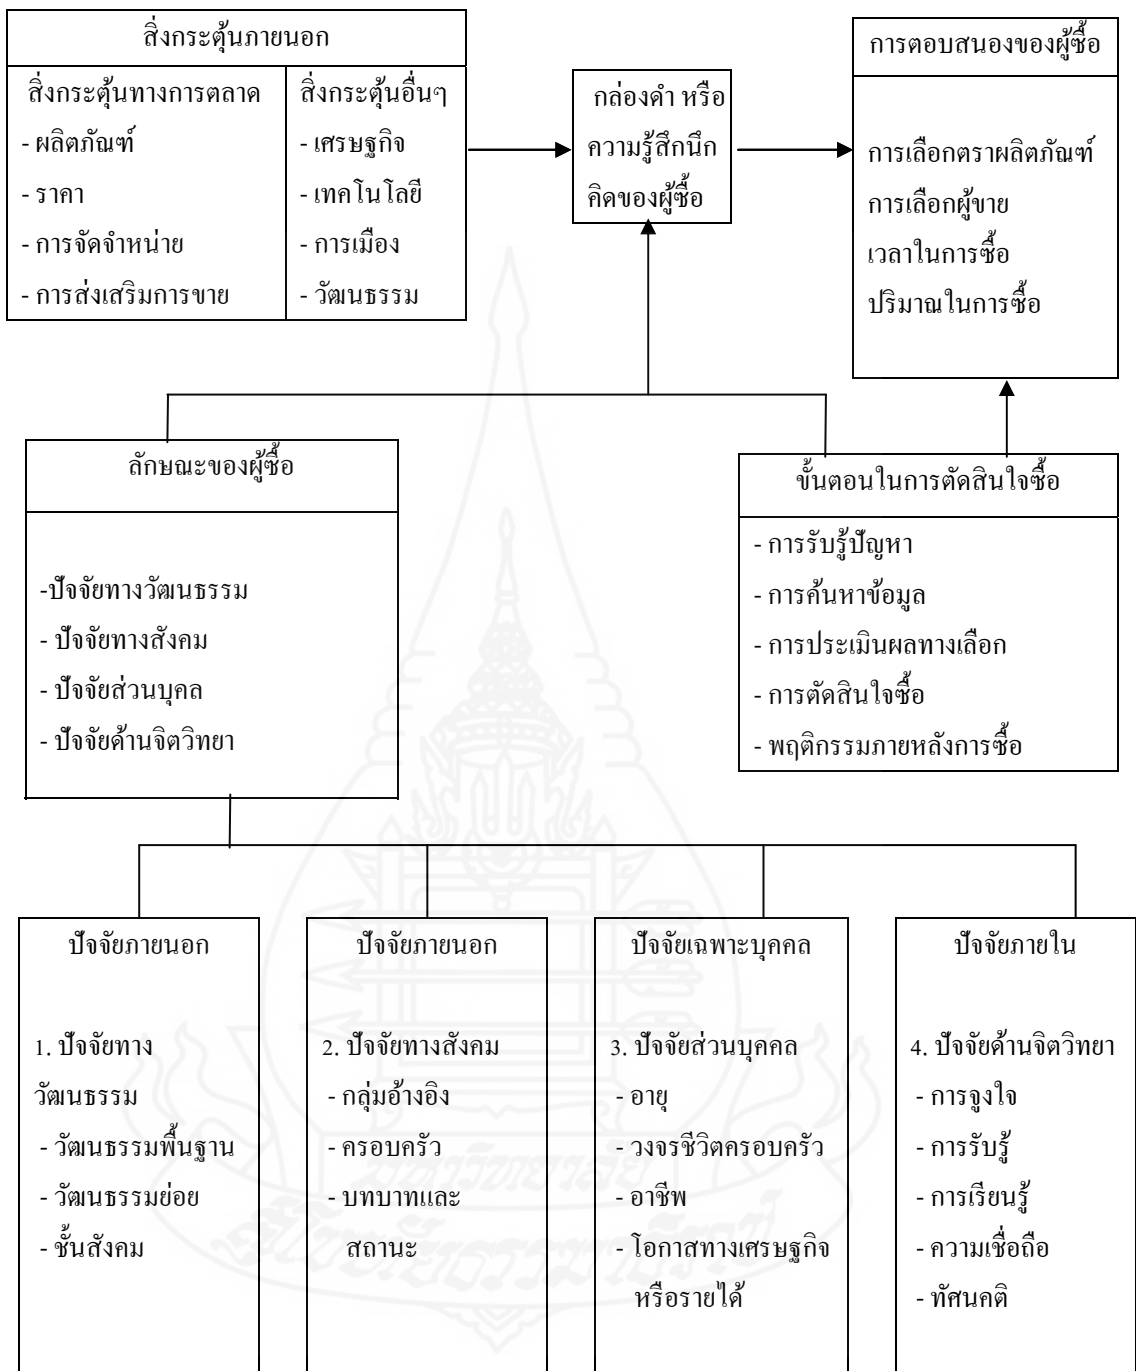 สิ่งกระตุ้นภายนอก
สิ่งกระตุ้นทางการตลาด
- ผลิตภัณฑ์
- ราคา
- การจัดจำหน่าย
- การส่งเสริมการขาย
สิ่งกระตุ้นอื่นๆ
- เศรษฐกิจ
- เทคโนโลยี
- การเมือง
- วัฒนธรรม
กล่องดำ หรือ
ความรู้สึกนึก
คิดของผู้ซื้อ
การตอบสนองของผู้ซื้อ
การเลือกตราผลิตภัณฑ์
การเลือกผู้ขาย
เวลาในการซื้อ
ปริมาณในการซื้อ
ลักษณะของผู้ซื้อ
-ปัจจัยทางวัฒนธรรม
- ปัจจัยทางสังคม
- ปัจจัยส่วนบุคล
- ปัจจัยด้านจิตวิทยา
ขั้นตอนในการตัดสินใจซื้อ
- การรับรู้ปัญหา
- การค้นหาข้อมูล
- การประเมินผลทางเลือก
- การตัดสินใจซื้อ
- พฤติกรรมภายหลังการซื้อ
ปัจจัยภายนอก
1. ปัจจัยทาง
วัฒนธรรม
- วัฒนธรรมพื้นฐาน
- วัฒนธรรมย่อย
- ชั้นสังคม
ปัจจัยภายนอก
2. ปัจจัยทางสังคม
- กลุ่มอ้างอิง
- ครอบครัว
- บทบาทและ
สถานะ
ปัจจัยเฉพาะบุคคล
3. ปัจจัยส่วนบุคคล
- อายุ
- วงจรชีวิตครอบครัว
- อาชีพ
- โอกาสทางเศรษฐกิจ
หรือรายได้
ปัจจัยภายใน
4. ปัจจัยด้านจิตวิทยา
- การจูงใจ
- การรับรู้
- การเรียนรู้
- ความเชื่อถือ
- ทัศนคติ
มหาวิทยาลัย
สุโขทัยธรรมาธิราช